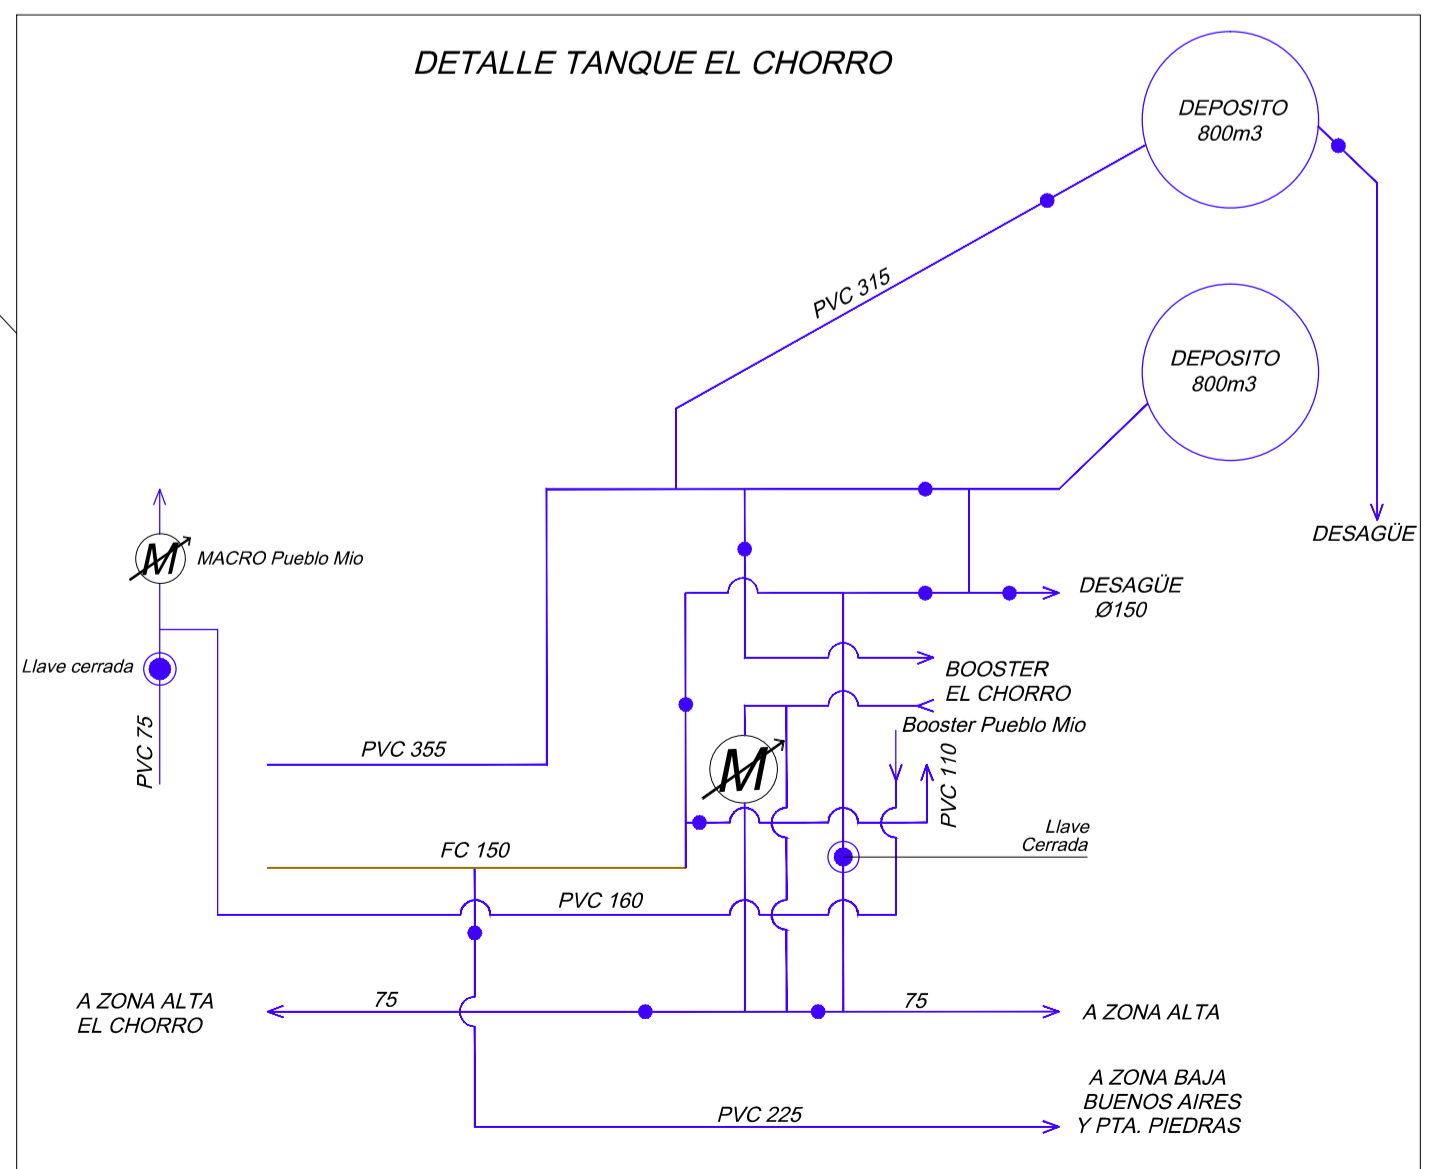 DETALLE TANQUE EL CHORRO
DEPOSITO
800m3
PVC 315
DEPOSITO
800m3
DESAGÜE
M
MACRO Pueblo Mio
DESAGÜE
Ø150
Llave cerrada
BOOSTER
EL CHORRO
PVC 75
PVC 355
Booster Pueblo Mio
M
PVC 110
Llave
Cerrada
FC 150
PVC 160
A ZONA ALTA
EL CHORRO
75
75
A ZONA ALTA
A ZONA BAJA
BUENOS AIRES
Y PTA. PIEDRAS
PVC 225